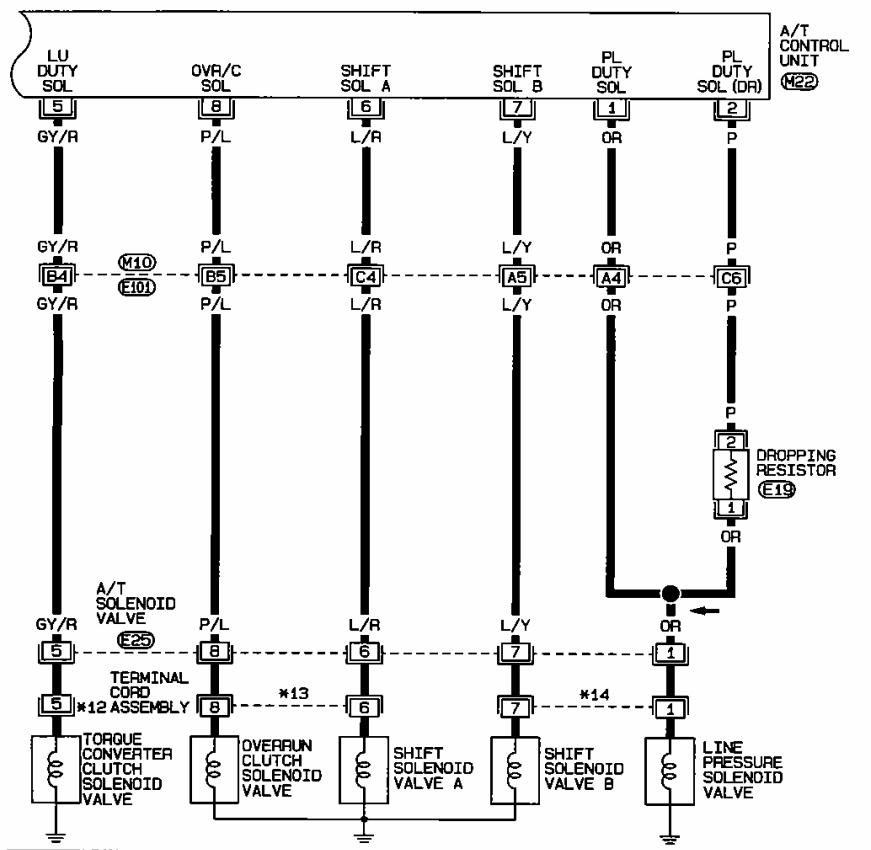 A/T
CONTROL
UNIT
M22
LU
DUTY
SOL
OVR/C
SOL
SHIFT
SOL A
SHIFT
SOL B
PL
DUTY
SOL
PL
DUTY
SOL (DR)
5 8 6 7 1 2
GY/R P/L L/R L/Y OR P
GY/R P/L L/R L/Y OR P
M10
B4 B5 C4 A5 A4 C6
E101
GY/R P/L L/R L/Y OR P
P
2
DROPPING
RESISTOR
E19
1
OR
A/T
SOLENOID
VALVE
E25
GY/R P/L L/R L/Y OR
5 8 6 7 1
TERMINAL
CORD
ASSEMBLY
5 *12 8 *13 6 7 *14 1
TORQUE
CONVERTER
CLUTCH
SOLENOID
VALVE
OVERRUN
CLUTCH
SOLENOID
VALVE
SHIFT
SOLENOID
VALVE A
SHIFT
SOLENOID
VALVE B
LINE
PRESSURE
SOLENOID
VALVE